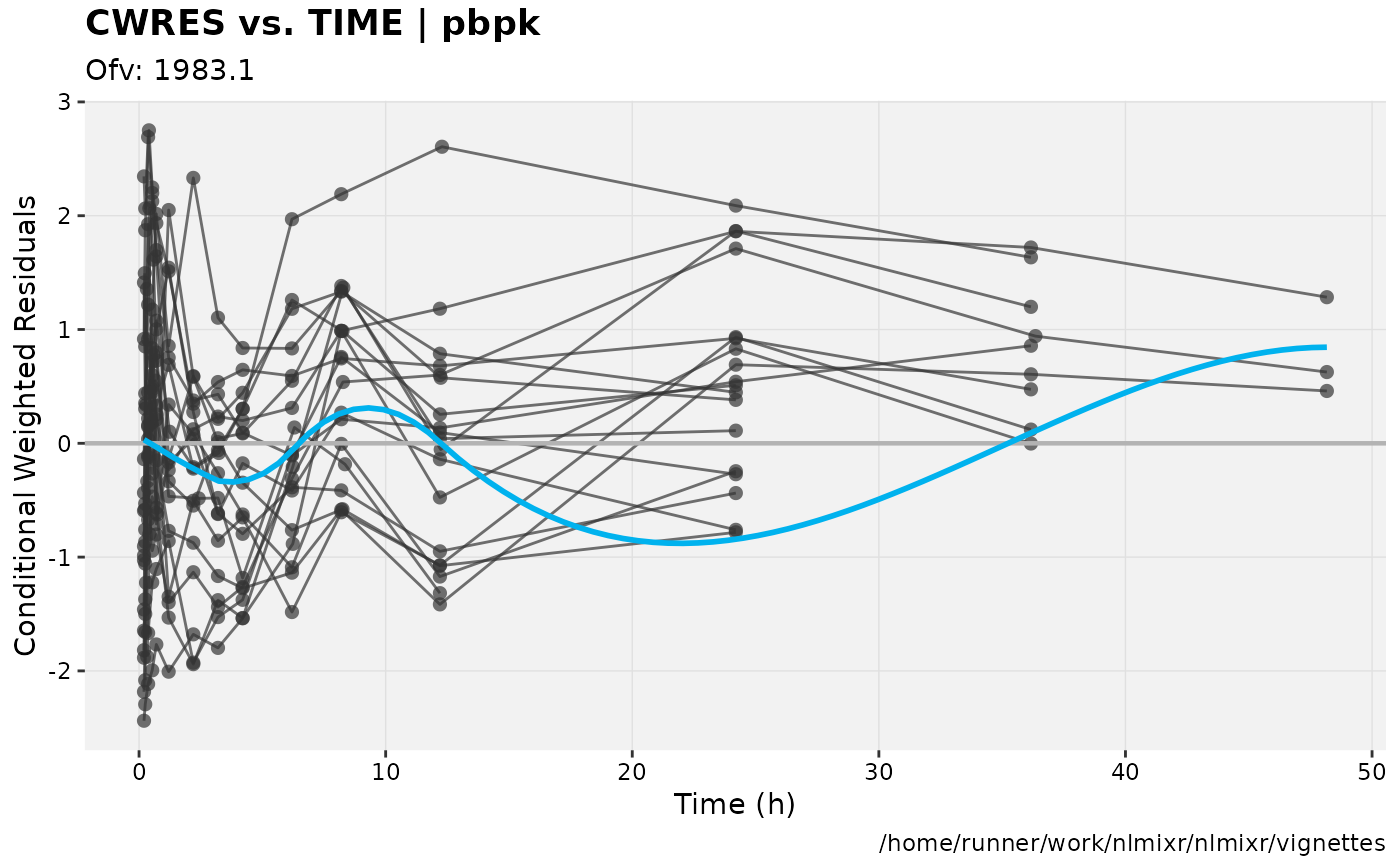 CWRES vs. TIME | pbpk
Ofv: 1983.1
Conditional Weighted Residuals
3
2
1
0
-1
-2
0 10 20 30 40 50
Time (h)
/home/runner/work/nlmixr/nlmixr/vignettes